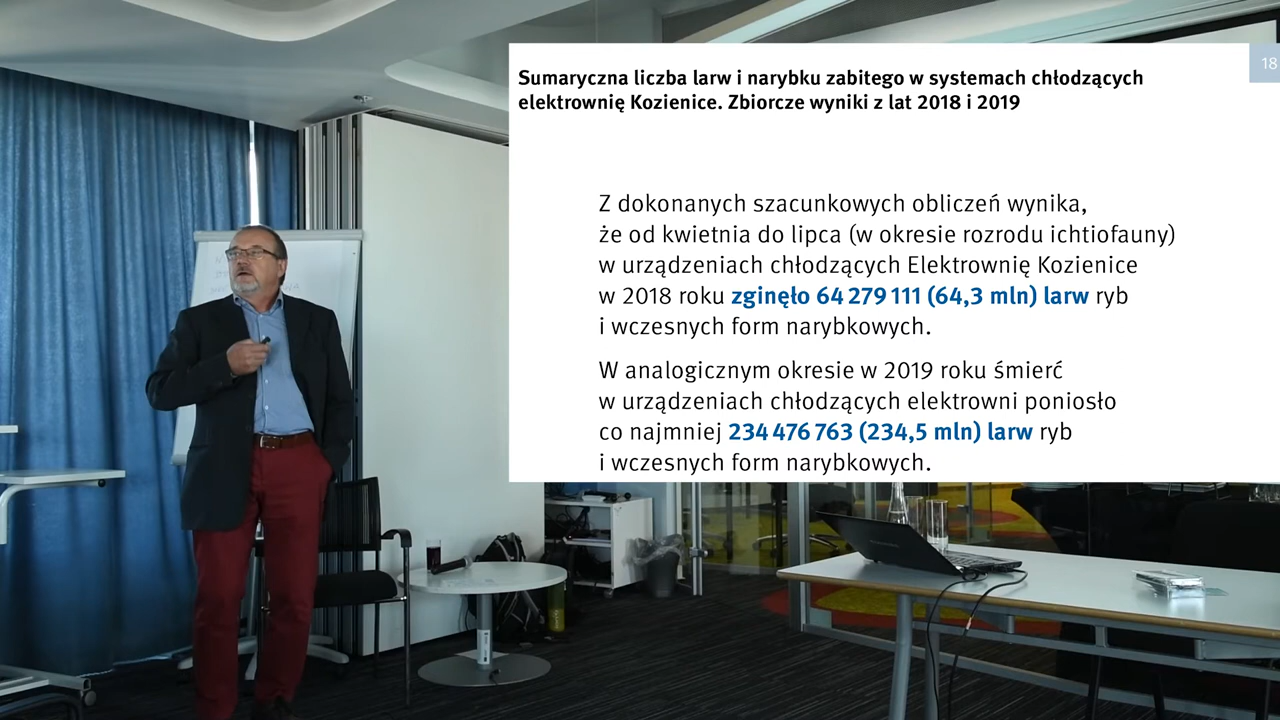 18
Sumaryczna liczba larw i narybku zabitego w systemach chłodzących
elektrownię Kozienice. Zbiorcze wyniki z lat 2018 i 2019
Z dokonanych szacunkowych obliczeń wynika,
że od kwietnia do lipca (w okresie rozrodu ichtiofauny)
w urządzeniach chłodzących Elektrownię Kozienice
w 2018 roku zginęło 64 279 111 (64,3 mln) larw ryb
i wczesnych form narybkowych.
W analogicznym okresie w 2019 roku śmierć
w urządzeniach chłodzących elektrowni poniosło
co najmniej 234 476 763 (234,5 mln) larw ryb
i wczesnych form narybkowych.